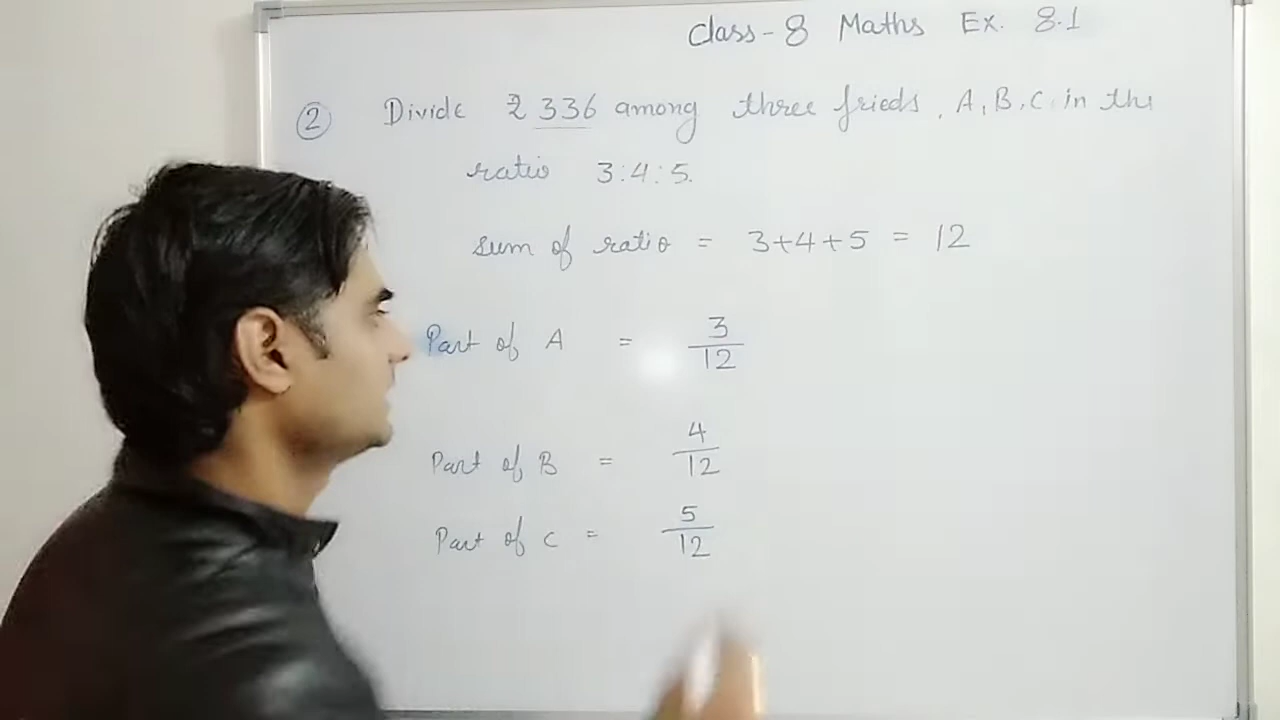 Class-8 Maths Ex. 8.1
② Divide ₹ 336 among three frieds, A, B, C in the
ratio 3:4:5.
sum of ratio = 3+4+5 = 12
Part of A = 3/12
Part of B = 4/12
Part of C = 5/12